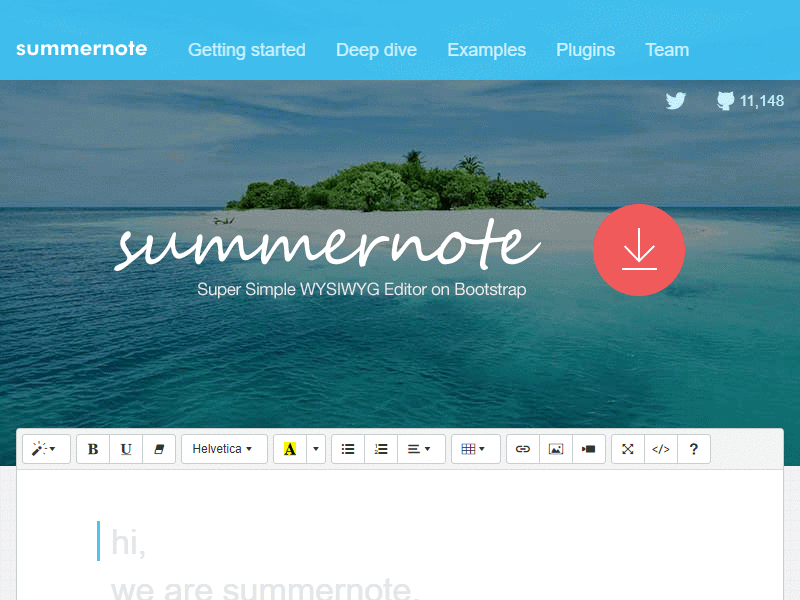 summernote Getting started Deep dive Examples Plugins Team
11,148
summernote
Super Simple WYSIWYG Editor on Bootstrap
B U Helvetica A </> ?
hi,
we are summernote.